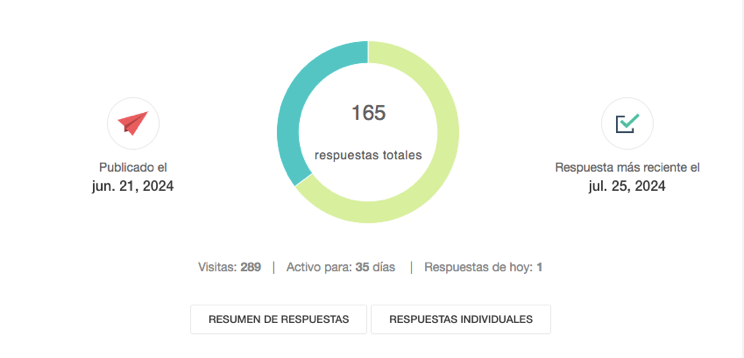 165
respuestas totales
Publicado el
jun. 21, 2024
Respuesta más reciente el
jul. 25, 2024
Visitas: 289 | Activo para: 35 días | Respuestas de hoy: 1
RESUMEN DE RESPUESTAS
RESPUESTAS INDIVIDUALES